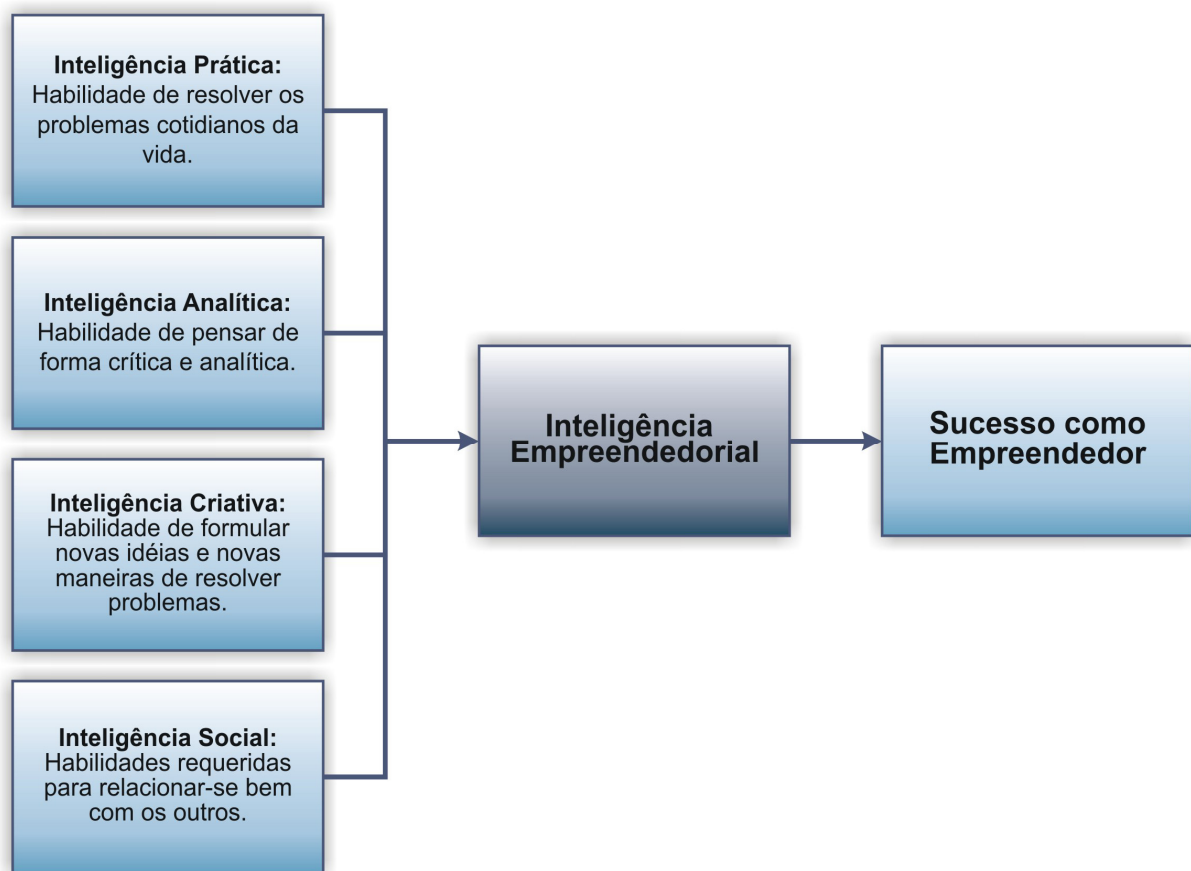 Inteligência Prática:
Habilidade de resolver os
problemas cotidianos da
vida.
Inteligência Analítica:
Habilidade de pensar de
forma crítica e analítica.
Inteligência Criativa:
Habilidade de formular
novas idéias e novas
maneiras de resolver
problemas.
Inteligência Social:
Habilidades requeridas
para relacionar-se bem
com os outros.
Inteligência
Empreendedorial
Sucesso como
Empreendedor